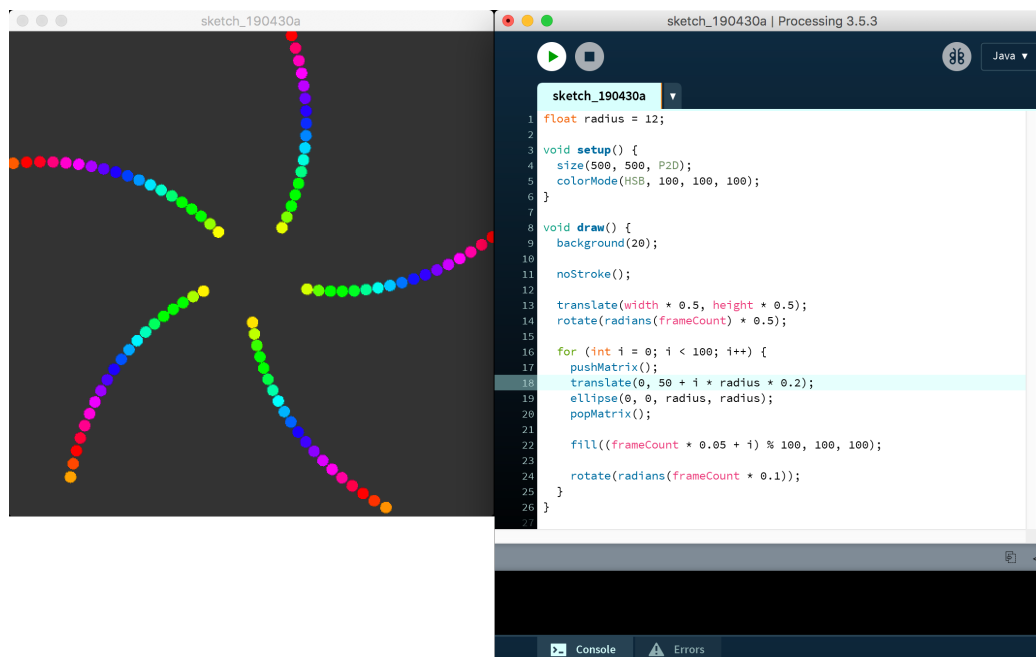 sketch_190430a
sketch_190430a | Processing 3.5.3
Java ▼
sketch_190430a ▼
1 float radius = 12;
2
3 void setup() {
4   size(500, 500, P2D);
5   colorMode(HSB, 100, 100, 100);
6 }
7
8 void draw() {
9   background(20);
10
11   noStroke();
12
13   translate(width * 0.5, height * 0.5);
14   rotate(radians(frameCount) * 0.5);
15
16   for (int i = 0; i < 100; i++) {
17     pushMatrix();
18     translate(0, 50 + i * radius * 0.2);
19     ellipse(0, 0, radius, radius);
20     popMatrix();
21
22     fill((frameCount * 0.05 + i) % 100, 100, 100);
23
24     rotate(radians(frameCount * 0.1));
25   }
26 }
27
Console
Errors